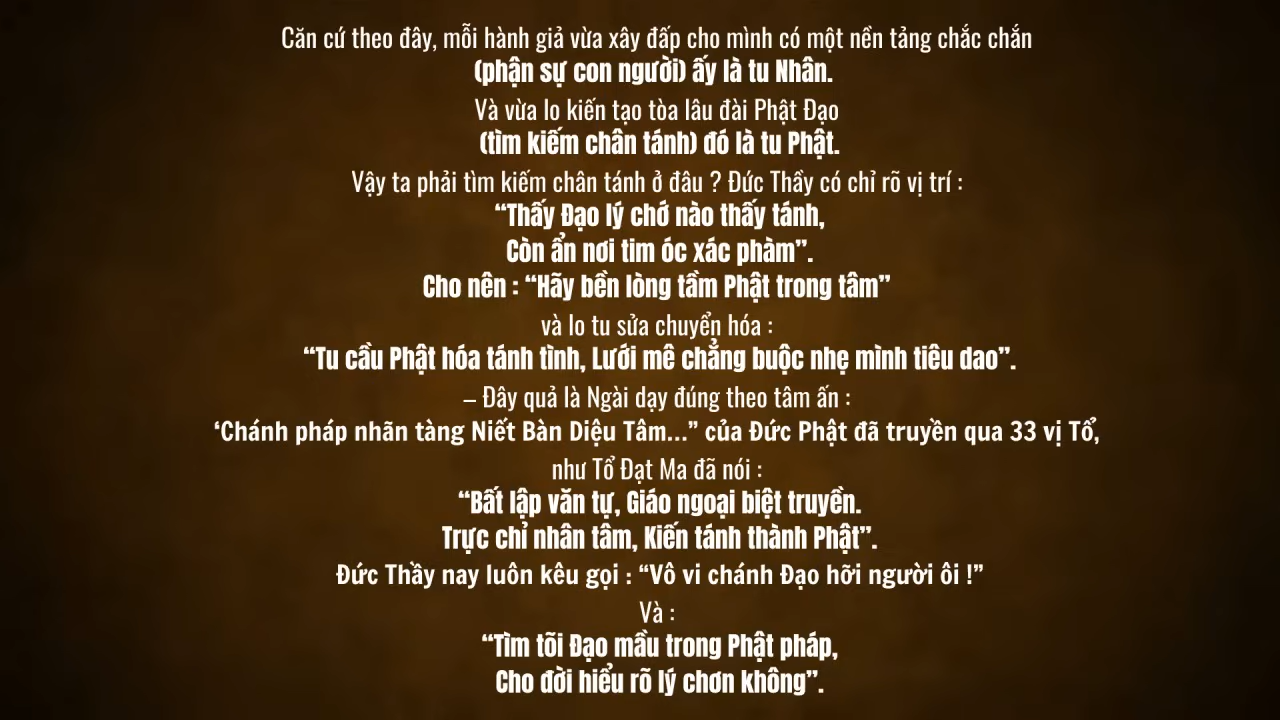 Căn cứ theo đây, mỗi hành giả vừa xây đấp cho mình có một nền tảng chắc chắn
(phận sự con người) ấy là tu Nhân.
Và vừa lo kiến tạo tòa lâu đài Phật Đạo
(tìm kiếm chân tánh) đó là tu Phật.
Vậy ta phải tìm kiếm chân tánh ở đâu ? Đức Thầy có chỉ rõ vị trí :
“Thấy Đạo lý chớ nào thấy tánh,
Còn ẩn nơi tim óc xác phàm”.
Cho nên : “Hãy bền lòng tầm Phật trong tâm”
và lo tu sửa chuyển hóa :
“Tu cầu Phật hóa tánh tình, Lưới mê chẳng buộc nhẹ mình tiêu dao”.
– Đây quả là Ngài dạy đúng theo tâm ấn :
‘Chánh pháp nhãn tàng Niết Bàn Diệu Tâm...” của Đức Phật đã truyền qua 33 vị Tổ,
như Tổ Đạt Ma đã nói :
“Bất lập văn tự, Giáo ngoại biệt truyền.
Trực chỉ nhân tâm, Kiến tánh thành Phật”.
Đức Thầy nay luôn kêu gọi : “Vô vi chánh Đạo hỡi người ôi !”
Và :
“Tìm tõi Đạo mầu trong Phật pháp,
Cho đời hiểu rõ lý chơn không”.